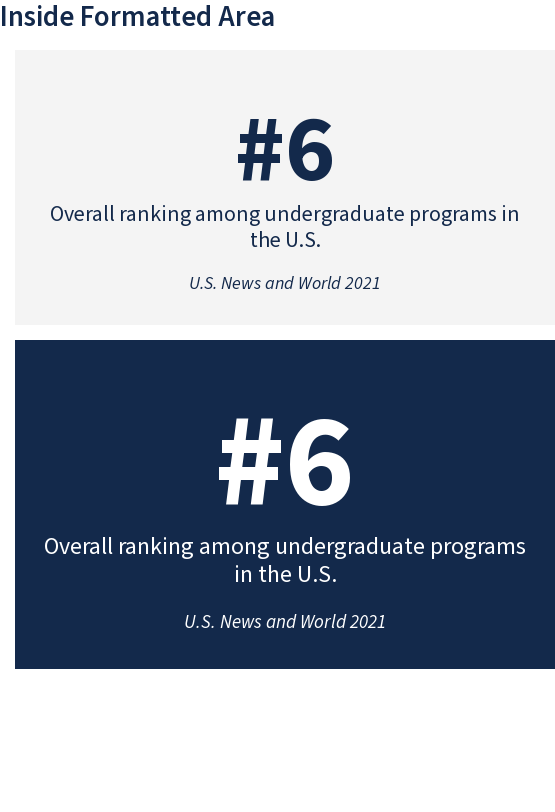 Inside Formatted Area
#6
Overall ranking among undergraduate programs in
the U.S.
U.S. News and World 2021
#6
Overall ranking among undergraduate programs
in the U.S.
U.S. News and World 2021